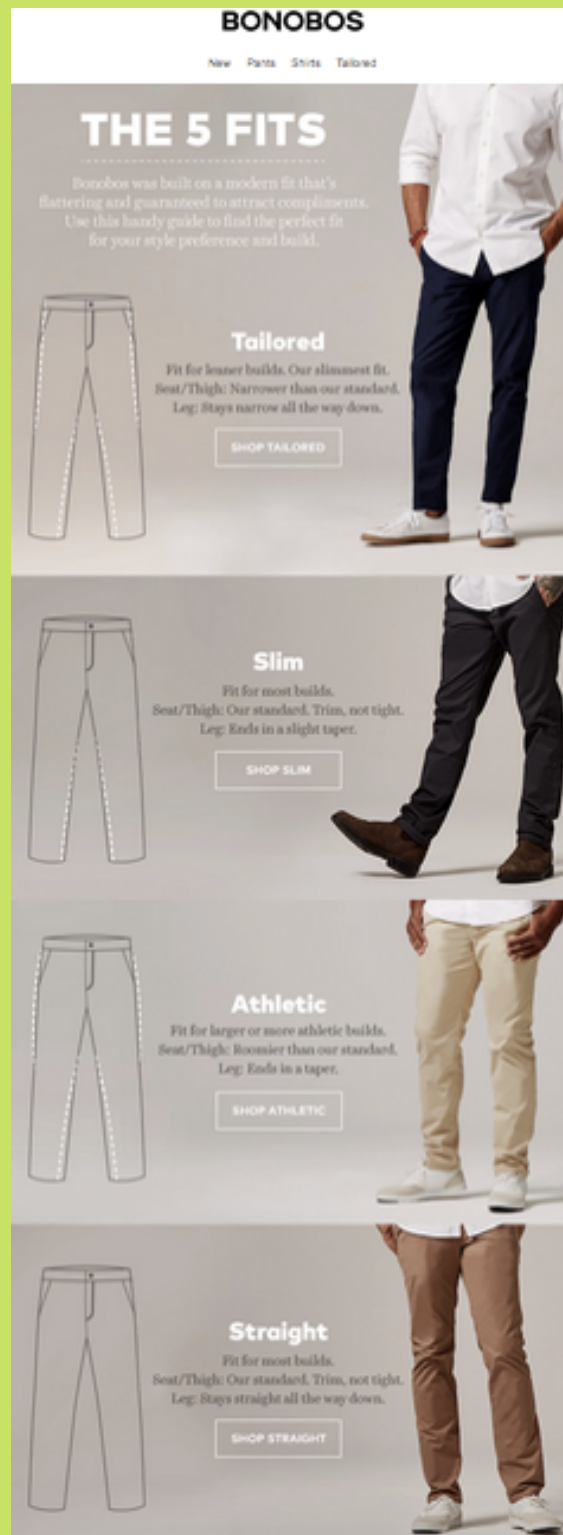 BONOBOS
New Pants Shirts Tailored
THE 5 FITS
Bonobos was built on a modern fit that's
flattering and guaranteed to attract compliments.
Use this handy guide to find the perfect fit
for your style preference and build.
Tailored
Fit for leaner builds. Our slimmest fit.
Seat/Thigh: Narrower than our standard.
Leg: Stays narrow all the way down.
SHOP TAILORED
Slim
Fit for most builds.
Seat/Thigh: Our standard. Trim, not tight.
Leg: Ends in a slight taper.
SHOP SLIM
Athletic
Fit for larger or more athletic builds.
Seat/Thigh: Roomier than our standard.
Leg: Ends in a taper.
SHOP ATHLETIC
Straight
Fit for most builds.
Seat/Thigh: Our standard. Trim, not tight.
Leg: Stays straight all the way down.
SHOP STRAIGHT